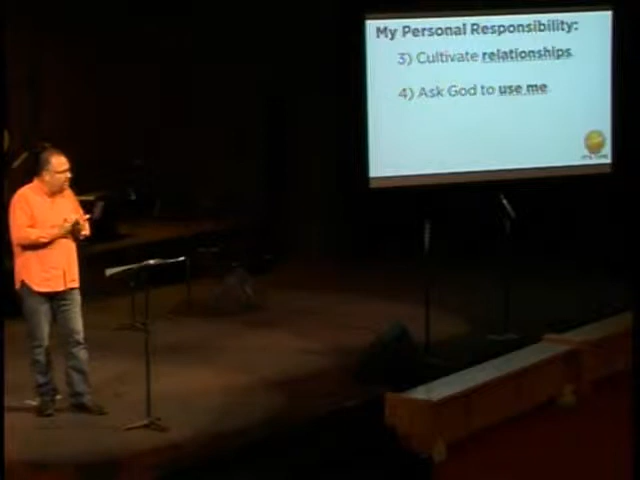 My Personal Responsibility:
3) Cultivate relationships.
4) Ask God to use me.